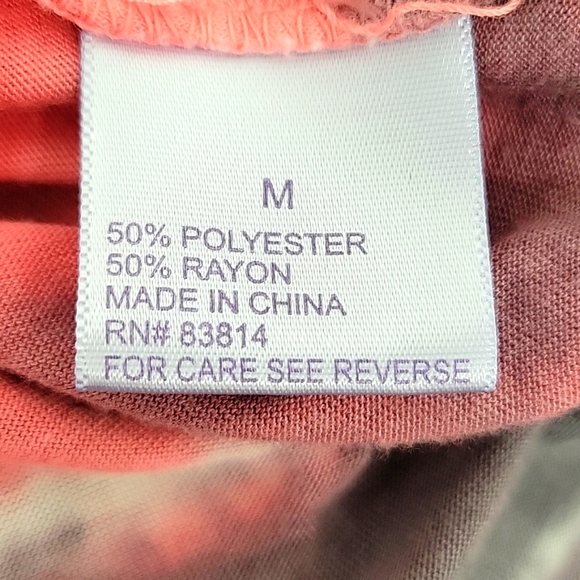 M
50% POLYESTER
50% RAYON
MADE IN CHINA
RN# 83814
FOR CARE SEE REVERSE